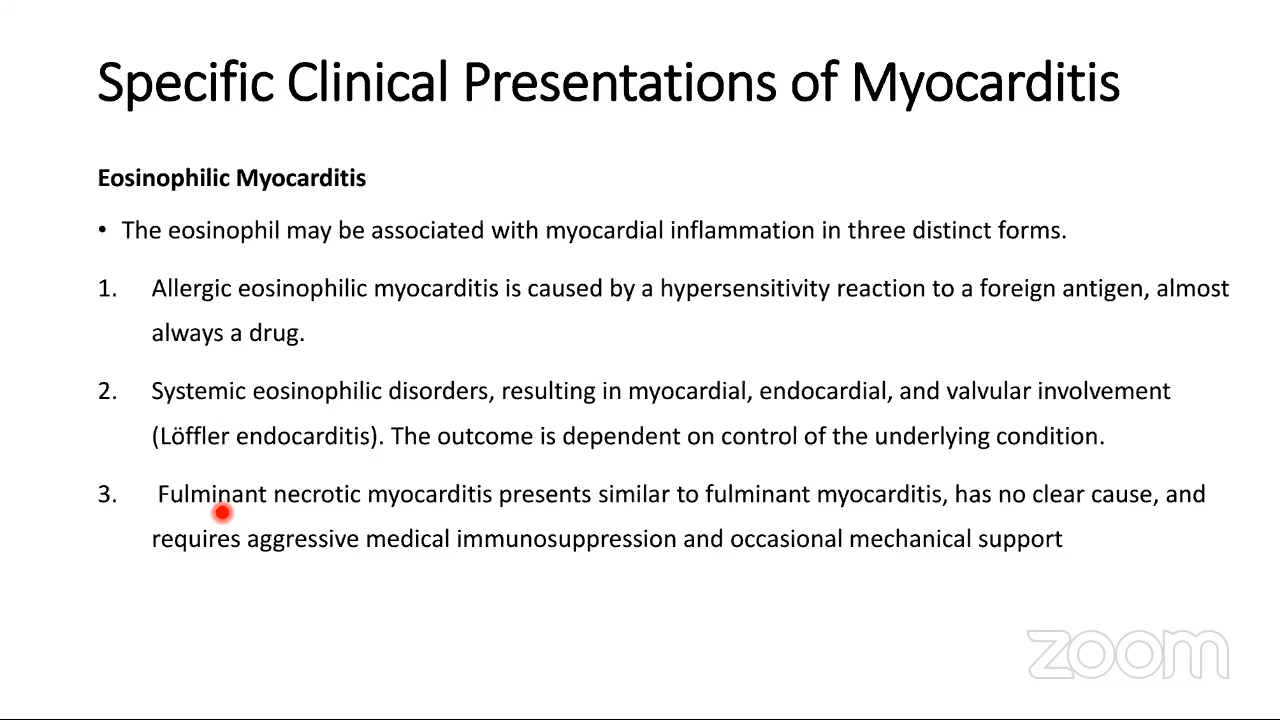 Specific Clinical Presentations of Myocarditis
Eosinophilic Myocarditis
• The eosinophil may be associated with myocardial inflammation in three distinct forms.
1. Allergic eosinophilic myocarditis is caused by a hypersensitivity reaction to a foreign antigen, almost
always a drug.
2. Systemic eosinophilic disorders, resulting in myocardial, endocardial, and valvular involvement
(Löffler endocarditis). The outcome is dependent on control of the underlying condition.
3. Fulminant necrotic myocarditis presents similar to fulminant myocarditis, has no clear cause, and
requires aggressive medical immunosuppression and occasional mechanical support
zoom